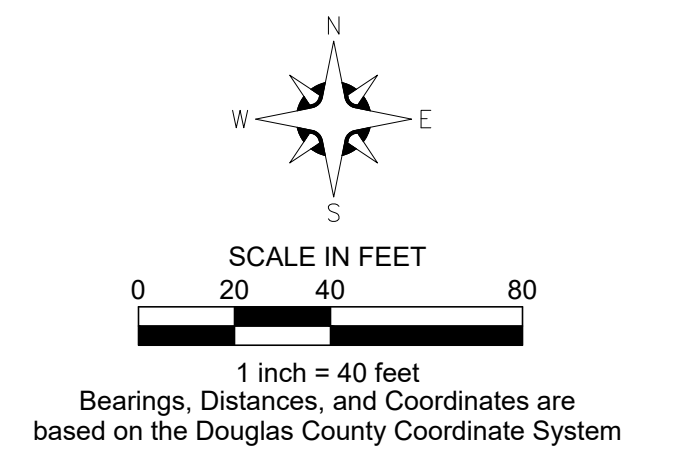 N
W E
S
SCALE IN FEET
0 20 40 80
1 inch = 40 feet
Bearings, Distances, and Coordinates are
based on the Douglas County Coordinate System